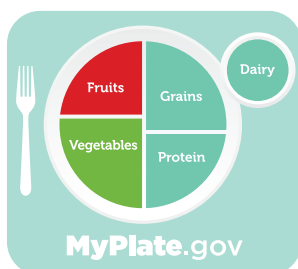 Dairy
Fruits
Grains
Vegetables
Protein
MyPlate.gov